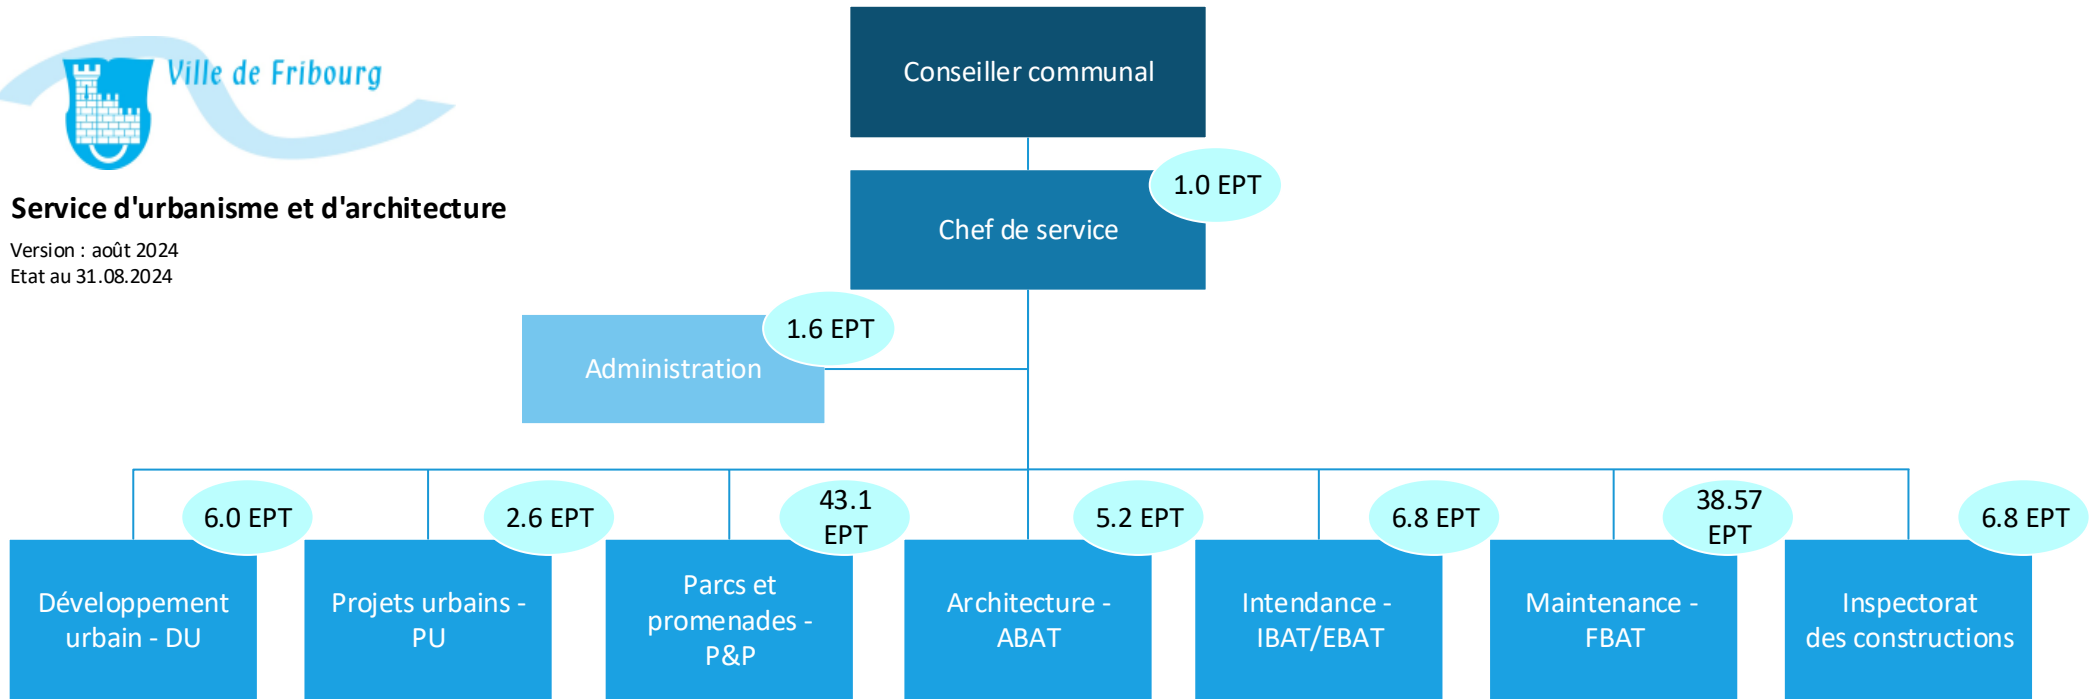 Ville de Fribourg
Conseiller communal
1.0 EPT
Service d'urbanisme et d'architecture
Chef de service
Version : août 2024
Etat au 31.08.2024
1.6 EPT
Administration
6.0 EPT
2.6 EPT
43.1
EPT
5.2 EPT
6.8 EPT
38.57
EPT
6.8 EPT
Développement
urbain - DU
Projets urbains -
PU
Parcs et
promenades -
P&P
Architecture -
ABAT
Intendance -
IBAT/EBAT
Maintenance -
FBAT
Inspectorat
des constructions